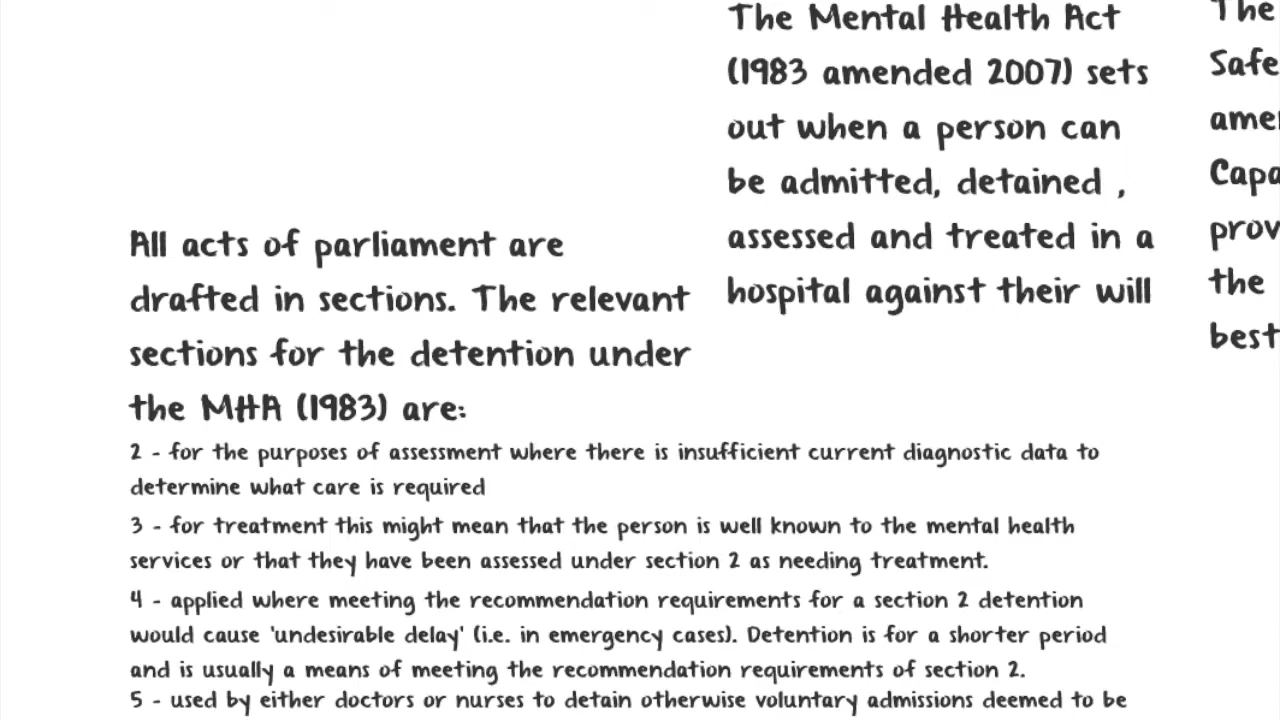 The Mental Health Act
(1983 amended 2007) sets
out when a person can
be admitted, detained ,
assessed and treated in a
hospital against their will
The
Safe
amen
Capa
prov
the
best
All acts of parliament are
drafted in sections. The relevant
sections for the detention under
the MHA (1983) are:
2 - for the purposes of assessment where there is insufficient current diagnostic data to
determine what care is required
3 - for treatment this might mean that the person is well known to the mental health
services or that they have been assessed under section 2 as needing treatment.
4 - applied where meeting the recommendation requirements for a section 2 detention
would cause 'undesirable delay' (i.e. in emergency cases). Detention is for a shorter period
and is usually a means of meeting the recommendation requirements of section 2.
5 - used by either doctors or nurses to detain otherwise voluntary admissions deemed to be